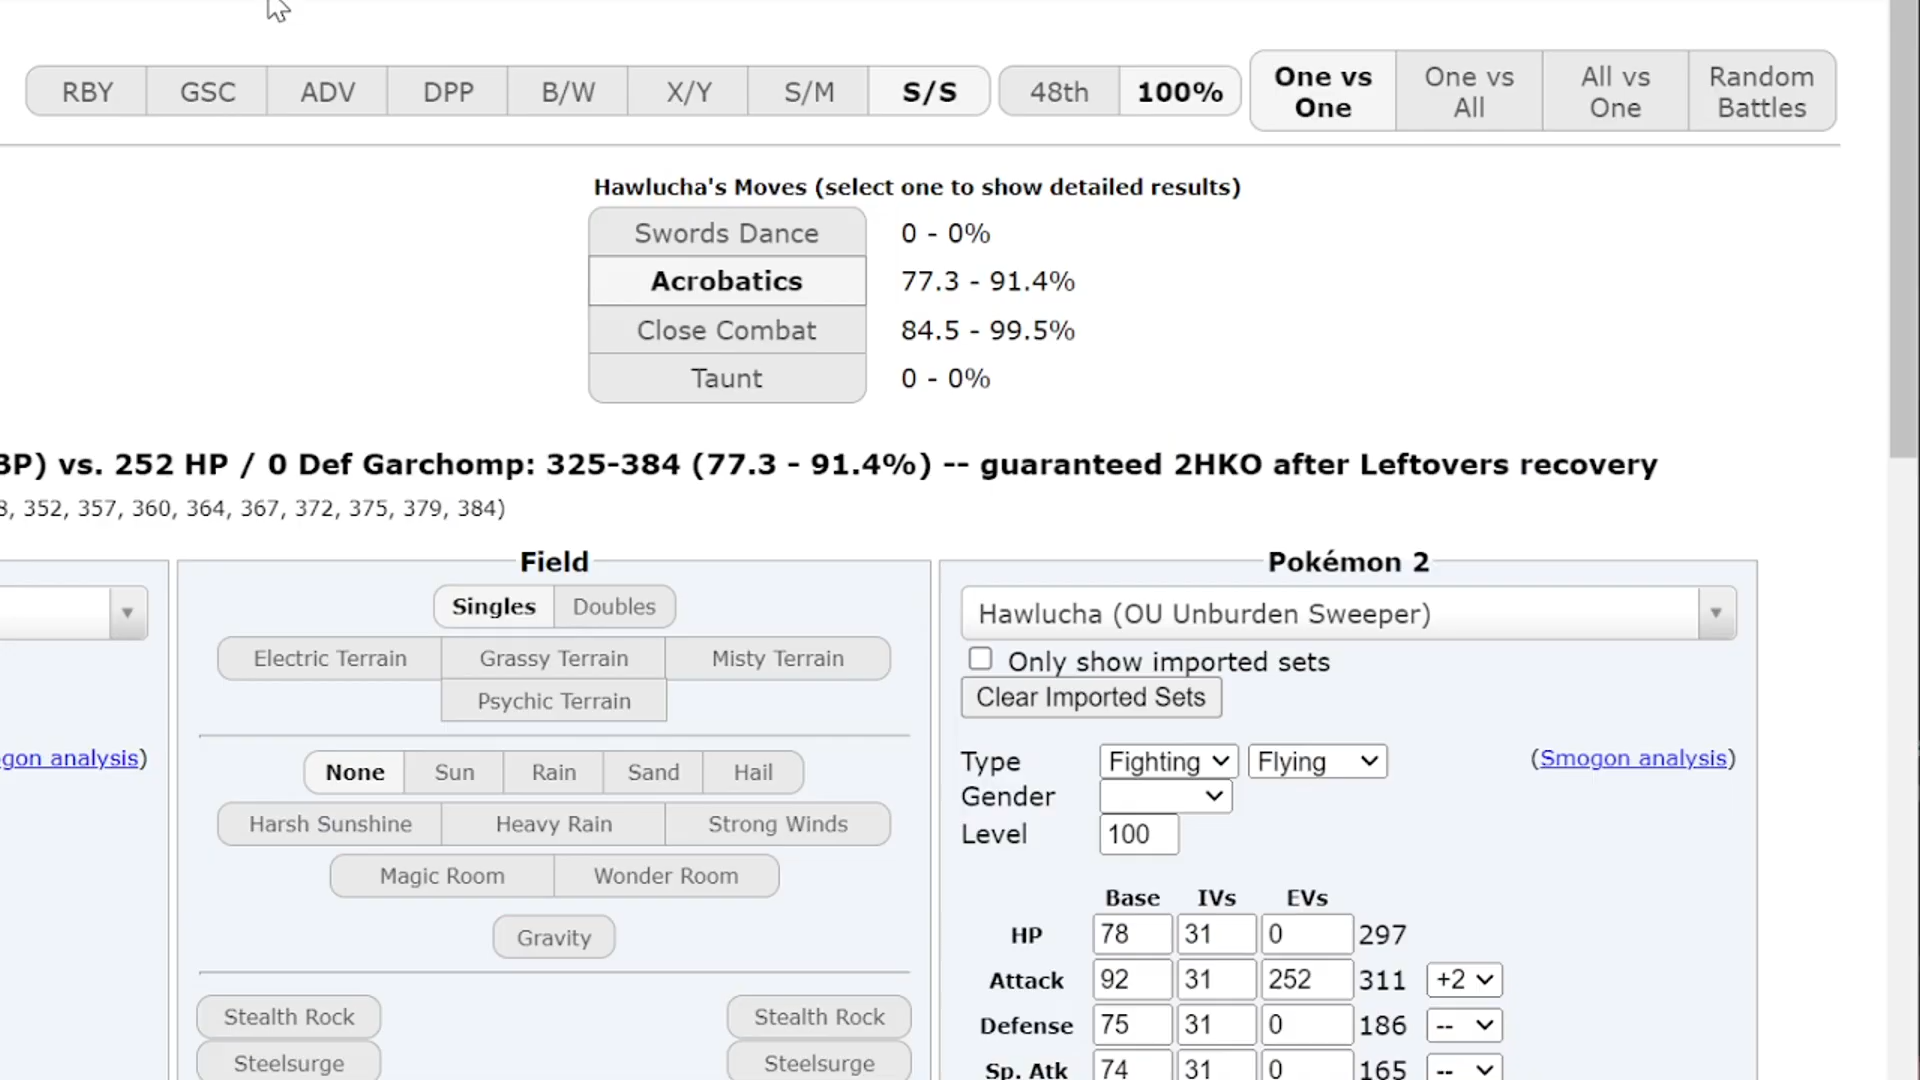 RBY GSC ADV DPP B/W X/Y S/M S/S 48th 100% One vs One One vs All All vs One Random Battles
Hawlucha's Moves (select one to show detailed results)
Swords Dance 0 - 0%
Acrobatics 77.3 - 91.4%
Close Combat 84.5 - 99.5%
Taunt 0 - 0%
BP) vs. 252 HP / 0 Def Garchomp: 325-384 (77.3 - 91.4%) -- guaranteed 2HKO after Leftovers recovery
, 352, 357, 360, 364, 367, 372, 375, 379, 384)
Field
Singles Doubles
Electric Terrain Grassy Terrain Misty Terrain
Psychic Terrain
None Sun Rain Sand Hail
Harsh Sunshine Heavy Rain Strong Winds
Magic Room Wonder Room
Gravity
Stealth Rock Stealth Rock
Steelsurge Steelsurge
gon analysis)
Pokémon 2
Hawlucha (OU Unburden Sweeper)
Only show imported sets
Clear Imported Sets
Type Fighting Flying (Smogon analysis)
Gender
Level 100
Base IVs EVs
HP 78 31 0 297
Attack 92 31 252 311 +2
Defense 75 31 0 186 --
Sp. Atk 74 31 0 165 --